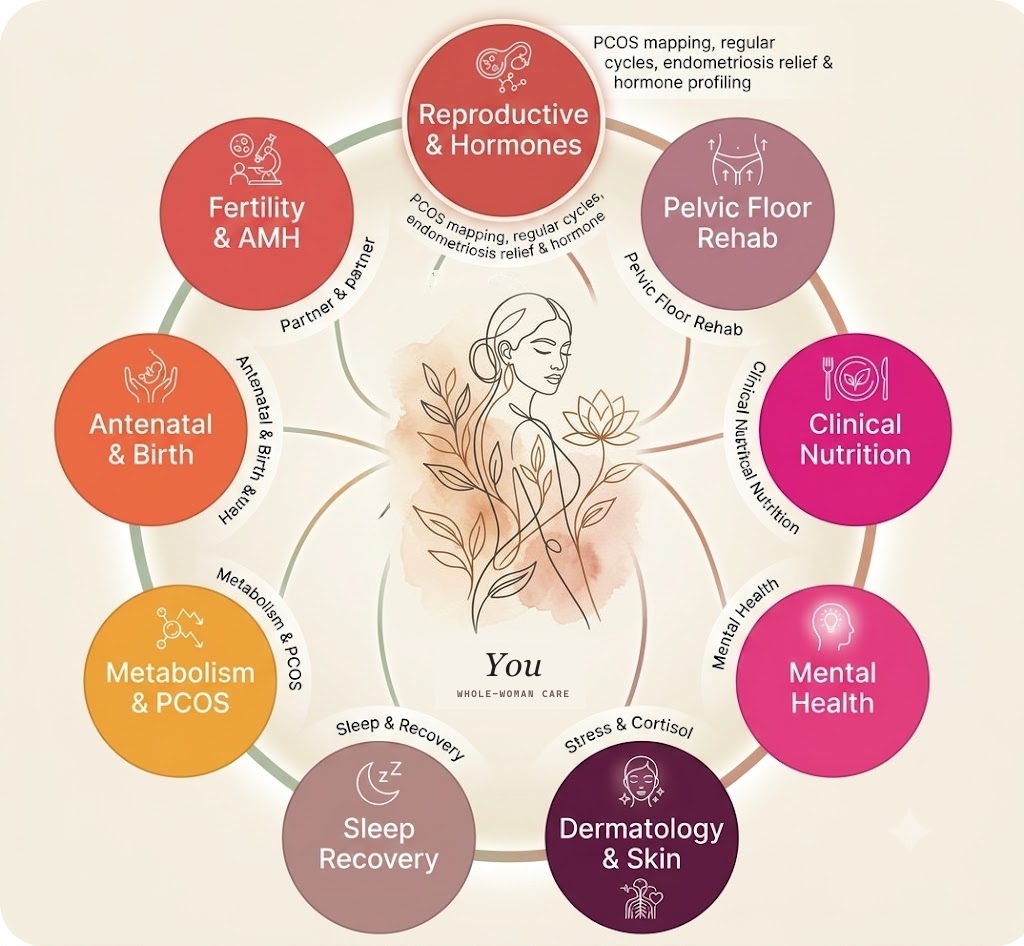 Reproductive
& Hormones
PCOS mapping, regular
cycles, endometriosis relief &
hormone profiling
PCOS mapping, regular cycles,
endometriosis relief & hormone
Fertility
& AMH
Partner & partner
Pelvic Floor
Rehab
Pelvic Floor Rehab
Antenatal
& Birth
Antenatal & Birth
Clinical
Nutrition
Clinical Nutritical Nutrition
Metabolism
& PCOS
Metabolism & PCOS
Mental
Health
Mental Health
You
WHOLE-WOMAN CARE
Sleep
Recovery
zZ
Sleep & Recovery
Stress & Cortisol
Dermatology
& Skin